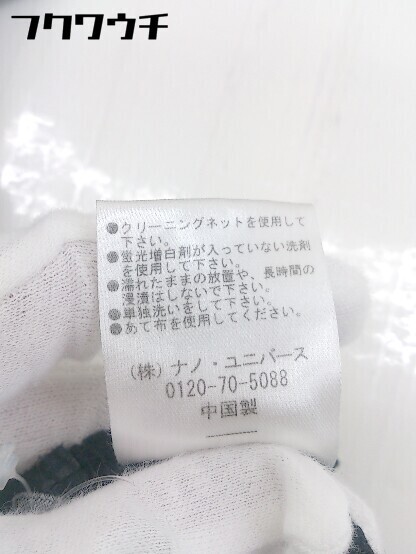 フクワウチ
●クリーニングネットを使用して
下さい。
●蛍光増白剤が入っていない洗剤
を使用して下さい。
●濡れたままの放置や、長時間の
浸漬はしないで下さい。
●単独洗いをして下さい。
●あて布を使用してください。
(株)ナノ・ユニバース
0120-70-5088
中国製